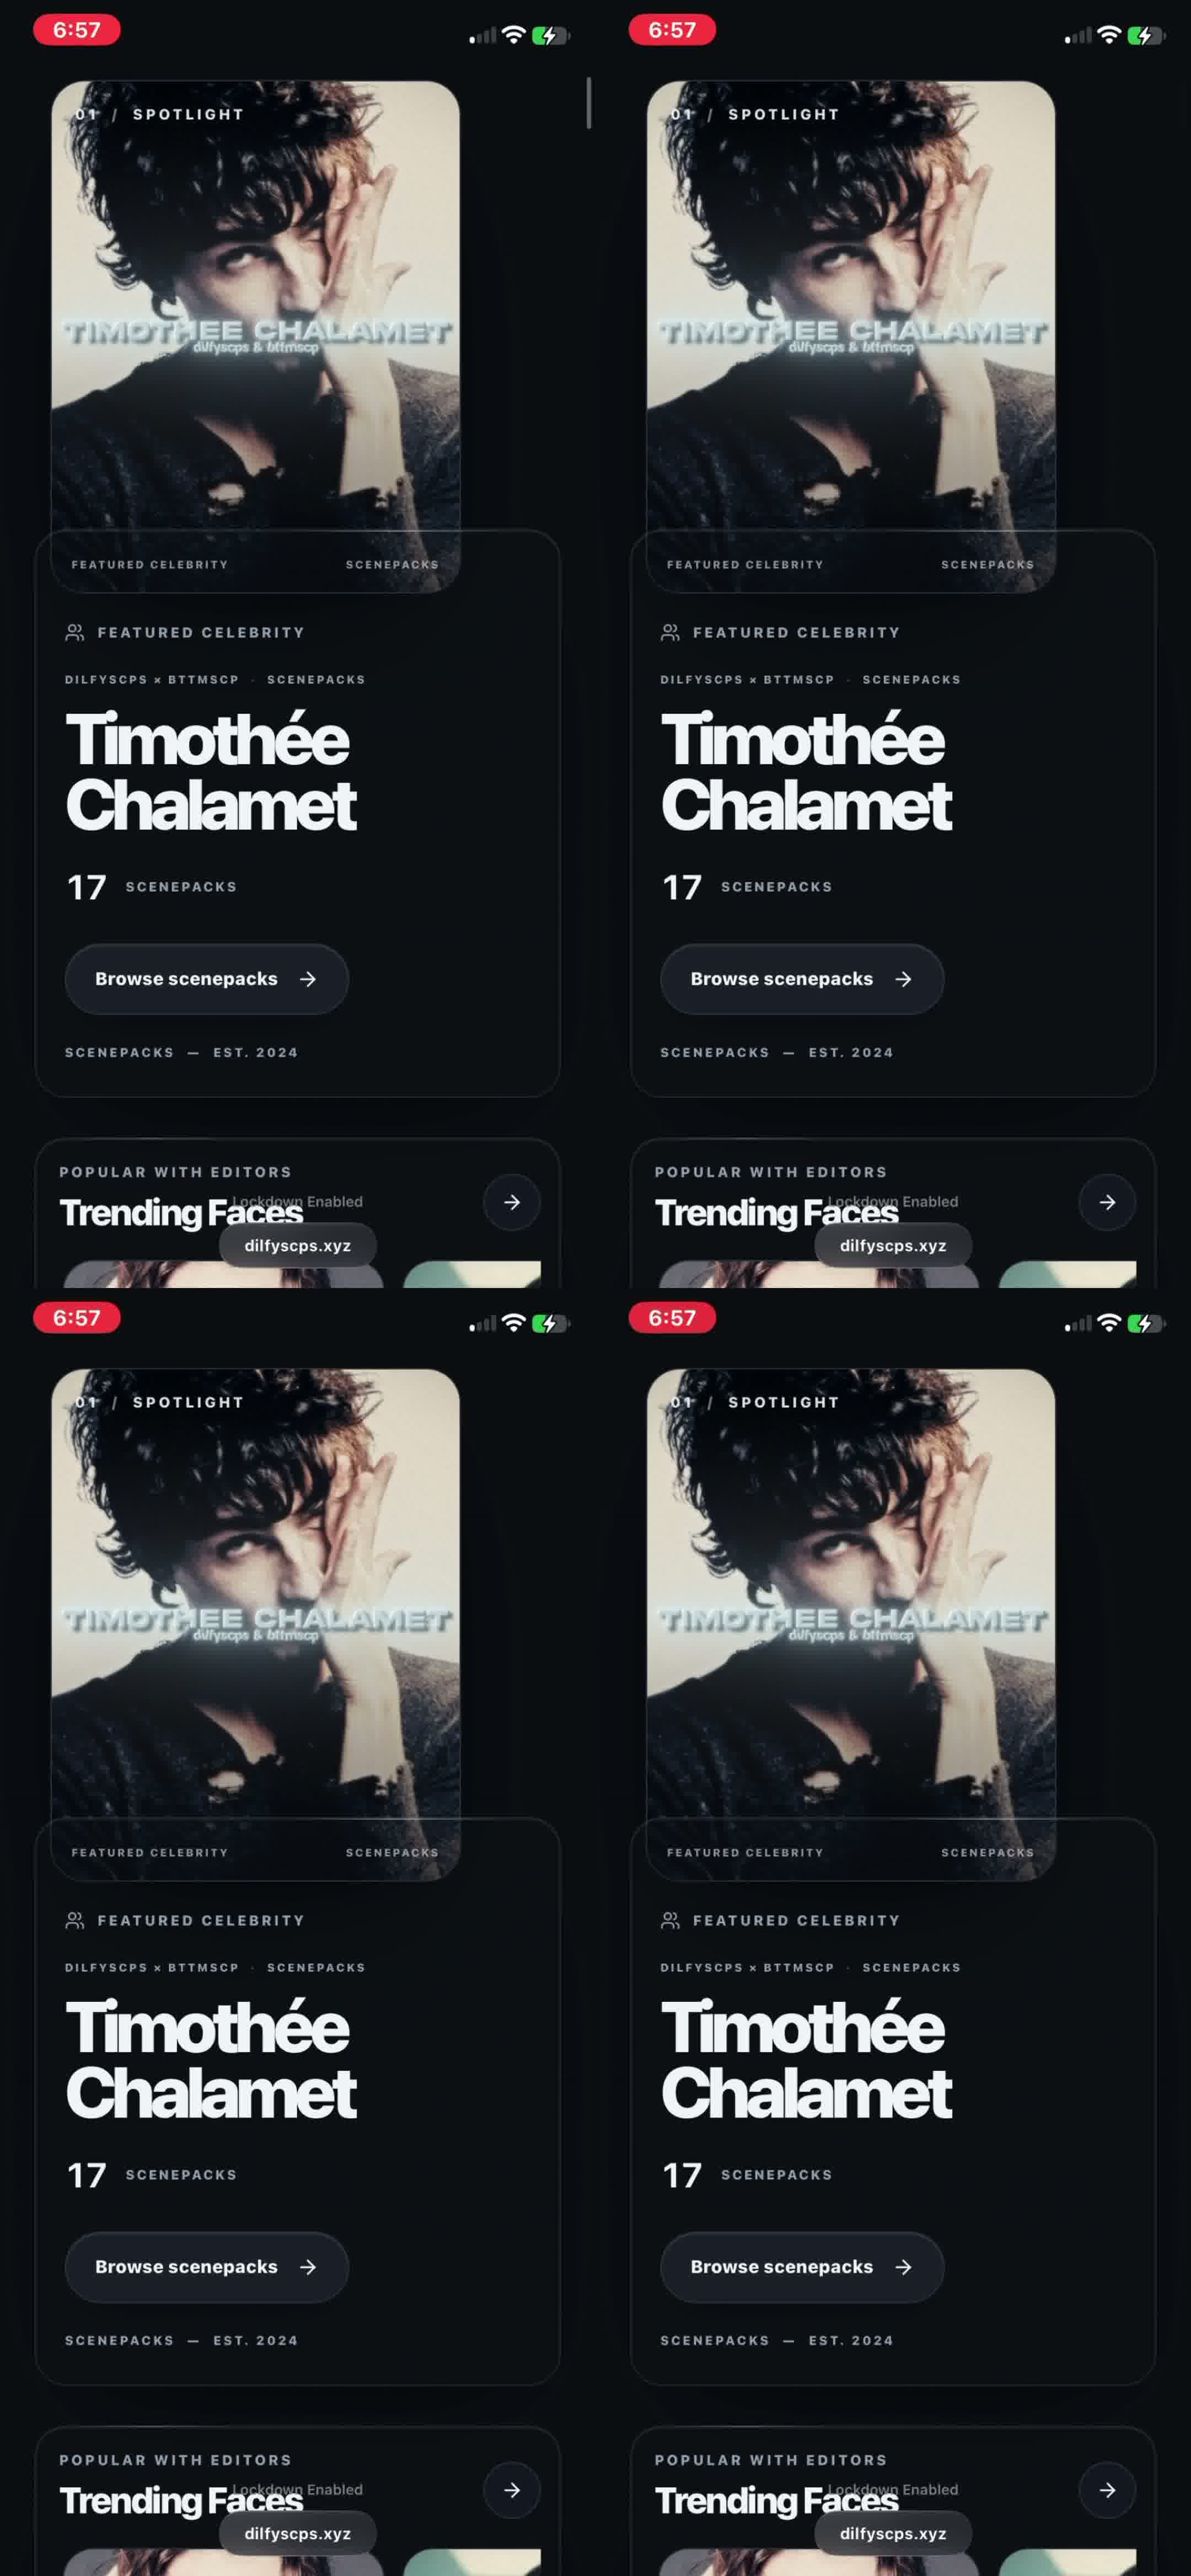 6:57
01 / SPOTLIGHT
TIMOTHEE CHALAMET
dilfyscps & bttmscp
FEATURED CELEBRITY SCENEPACKS
FEATURED CELEBRITY
DILFYSCPS × BTTMSCP · SCENEPACKS
Timothée
Chalamet
17 SCENEPACKS
Browse scenepacks →
SCENEPACKS — EST. 2024
POPULAR WITH EDITORS
Lockdown Enabled
Trending Faces
dilfyscps.xyz
6:57
01 / SPOTLIGHT
TIMOTHEE CHALAMET
dilfyscps & bttmscp
FEATURED CELEBRITY SCENEPACKS
FEATURED CELEBRITY
DILFYSCPS × BTTMSCP · SCENEPACKS
Timothée
Chalamet
17 SCENEPACKS
Browse scenepacks →
SCENEPACKS — EST. 2024
POPULAR WITH EDITORS
Lockdown Enabled
Trending Faces
dilfyscps.xyz
6:57
01 / SPOTLIGHT
TIMOTHEE CHALAMET
dilfyscps & bttmscp
FEATURED CELEBRITY SCENEPACKS
FEATURED CELEBRITY
DILFYSCPS × BTTMSCP · SCENEPACKS
Timothée
Chalamet
17 SCENEPACKS
Browse scenepacks →
SCENEPACKS — EST. 2024
POPULAR WITH EDITORS
Lockdown Enabled
Trending Faces
dilfyscps.xyz
6:57
01 / SPOTLIGHT
TIMOTHEE CHALAMET
dilfyscps & bttmscp
FEATURED CELEBRITY SCENEPACKS
FEATURED CELEBRITY
DILFYSCPS × BTTMSCP · SCENEPACKS
Timothée
Chalamet
17 SCENEPACKS
Browse scenepacks →
SCENEPACKS — EST. 2024
POPULAR WITH EDITORS
Lockdown Enabled
Trending Faces
dilfyscps.xyz